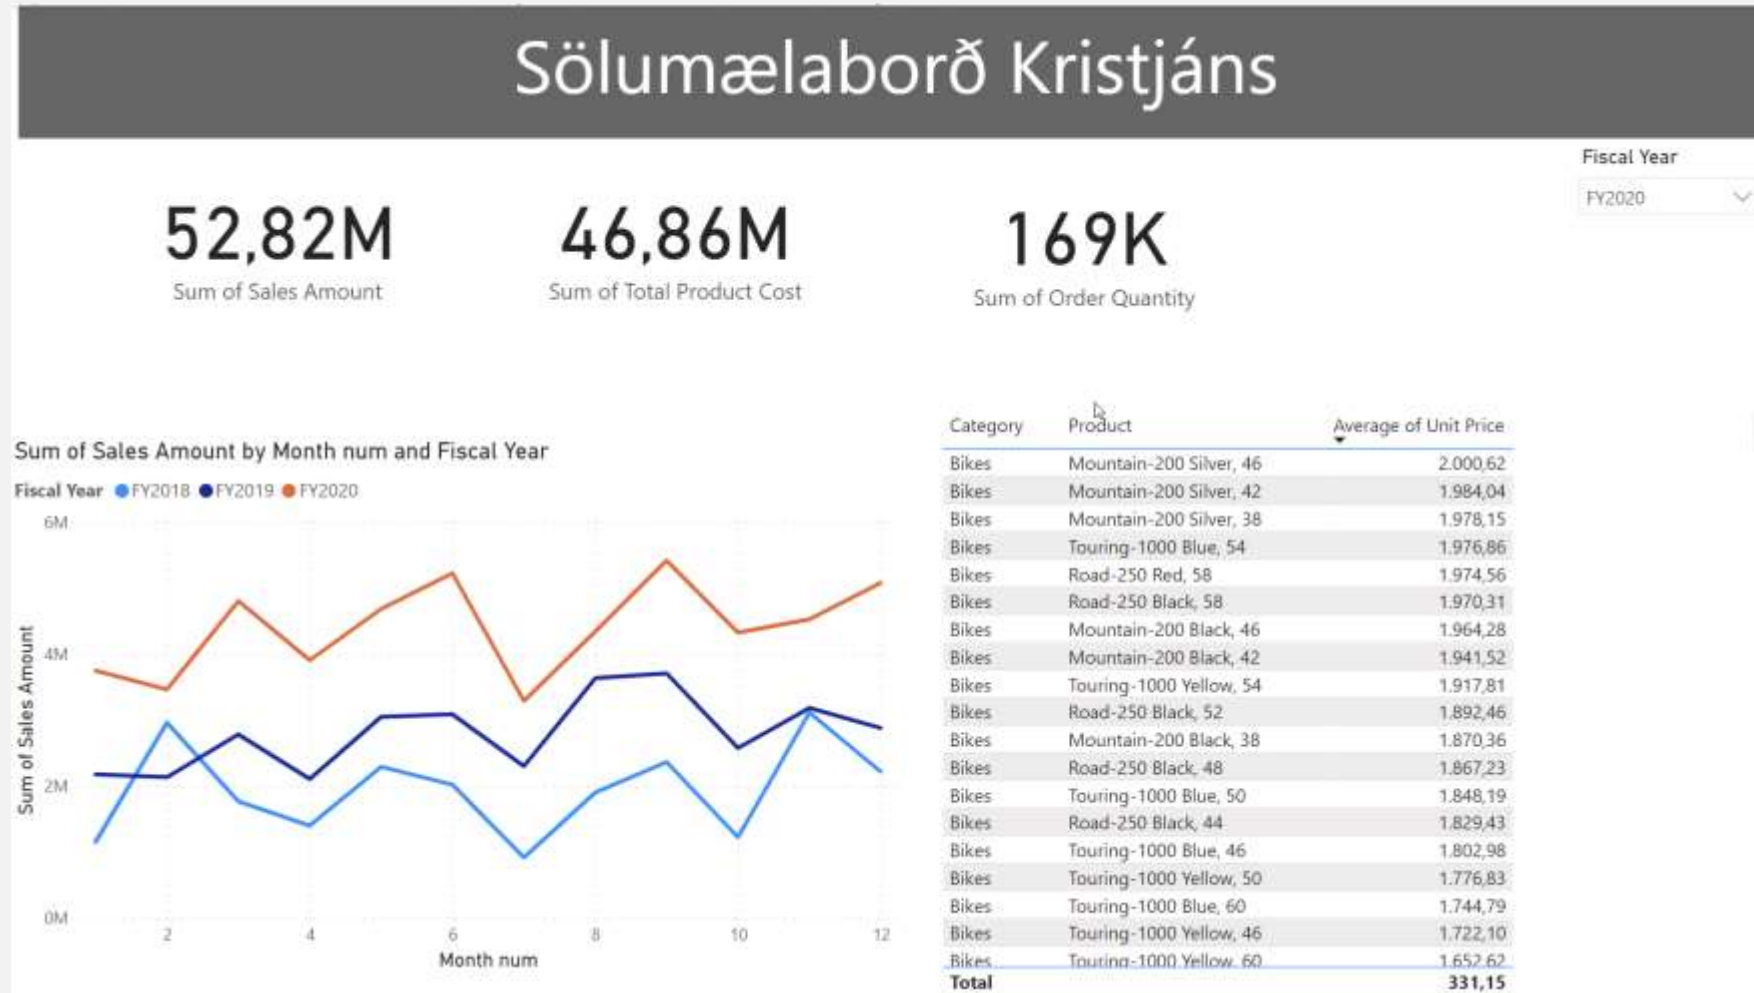 Sölumælaborð Kristjáns
Fiscal Year
FY2020
52,82M
Sum of Sales Amount
46,86M
Sum of Total Product Cost
169K
Sum of Order Quantity
Sum of Sales Amount by Month num and Fiscal Year
Fiscal Year FY2018 FY2019 FY2020
Sum of Sales Amount
6M
4M
2M
0M
2 4 6 8 10 12
Month num
Category Product Average of Unit Price
Bikes Mountain-200 Silver, 46 2.000,62
Bikes Mountain-200 Silver, 42 1.984,04
Bikes Mountain-200 Silver, 38 1.978,15
Bikes Touring-1000 Blue, 54 1.976,86
Bikes Road-250 Red, 58 1.974,56
Bikes Road-250 Black, 58 1.970,31
Bikes Mountain-200 Black, 46 1.964,28
Bikes Mountain-200 Black, 42 1.941,52
Bikes Touring-1000 Yellow, 54 1.917,81
Bikes Road-250 Black, 52 1.892,46
Bikes Mountain-200 Black, 38 1.870,36
Bikes Road-250 Black, 48 1.867,23
Bikes Touring-1000 Blue, 50 1.848,19
Bikes Road-250 Black, 44 1.829,43
Bikes Touring-1000 Blue, 46 1.802,98
Bikes Touring-1000 Yellow, 50 1.776,83
Bikes Touring-1000 Blue, 60 1.744,79
Bikes Touring-1000 Yellow, 46 1.722,10
Bikes Touring-1000 Yellow, 60 1.652,62
Total 331,15